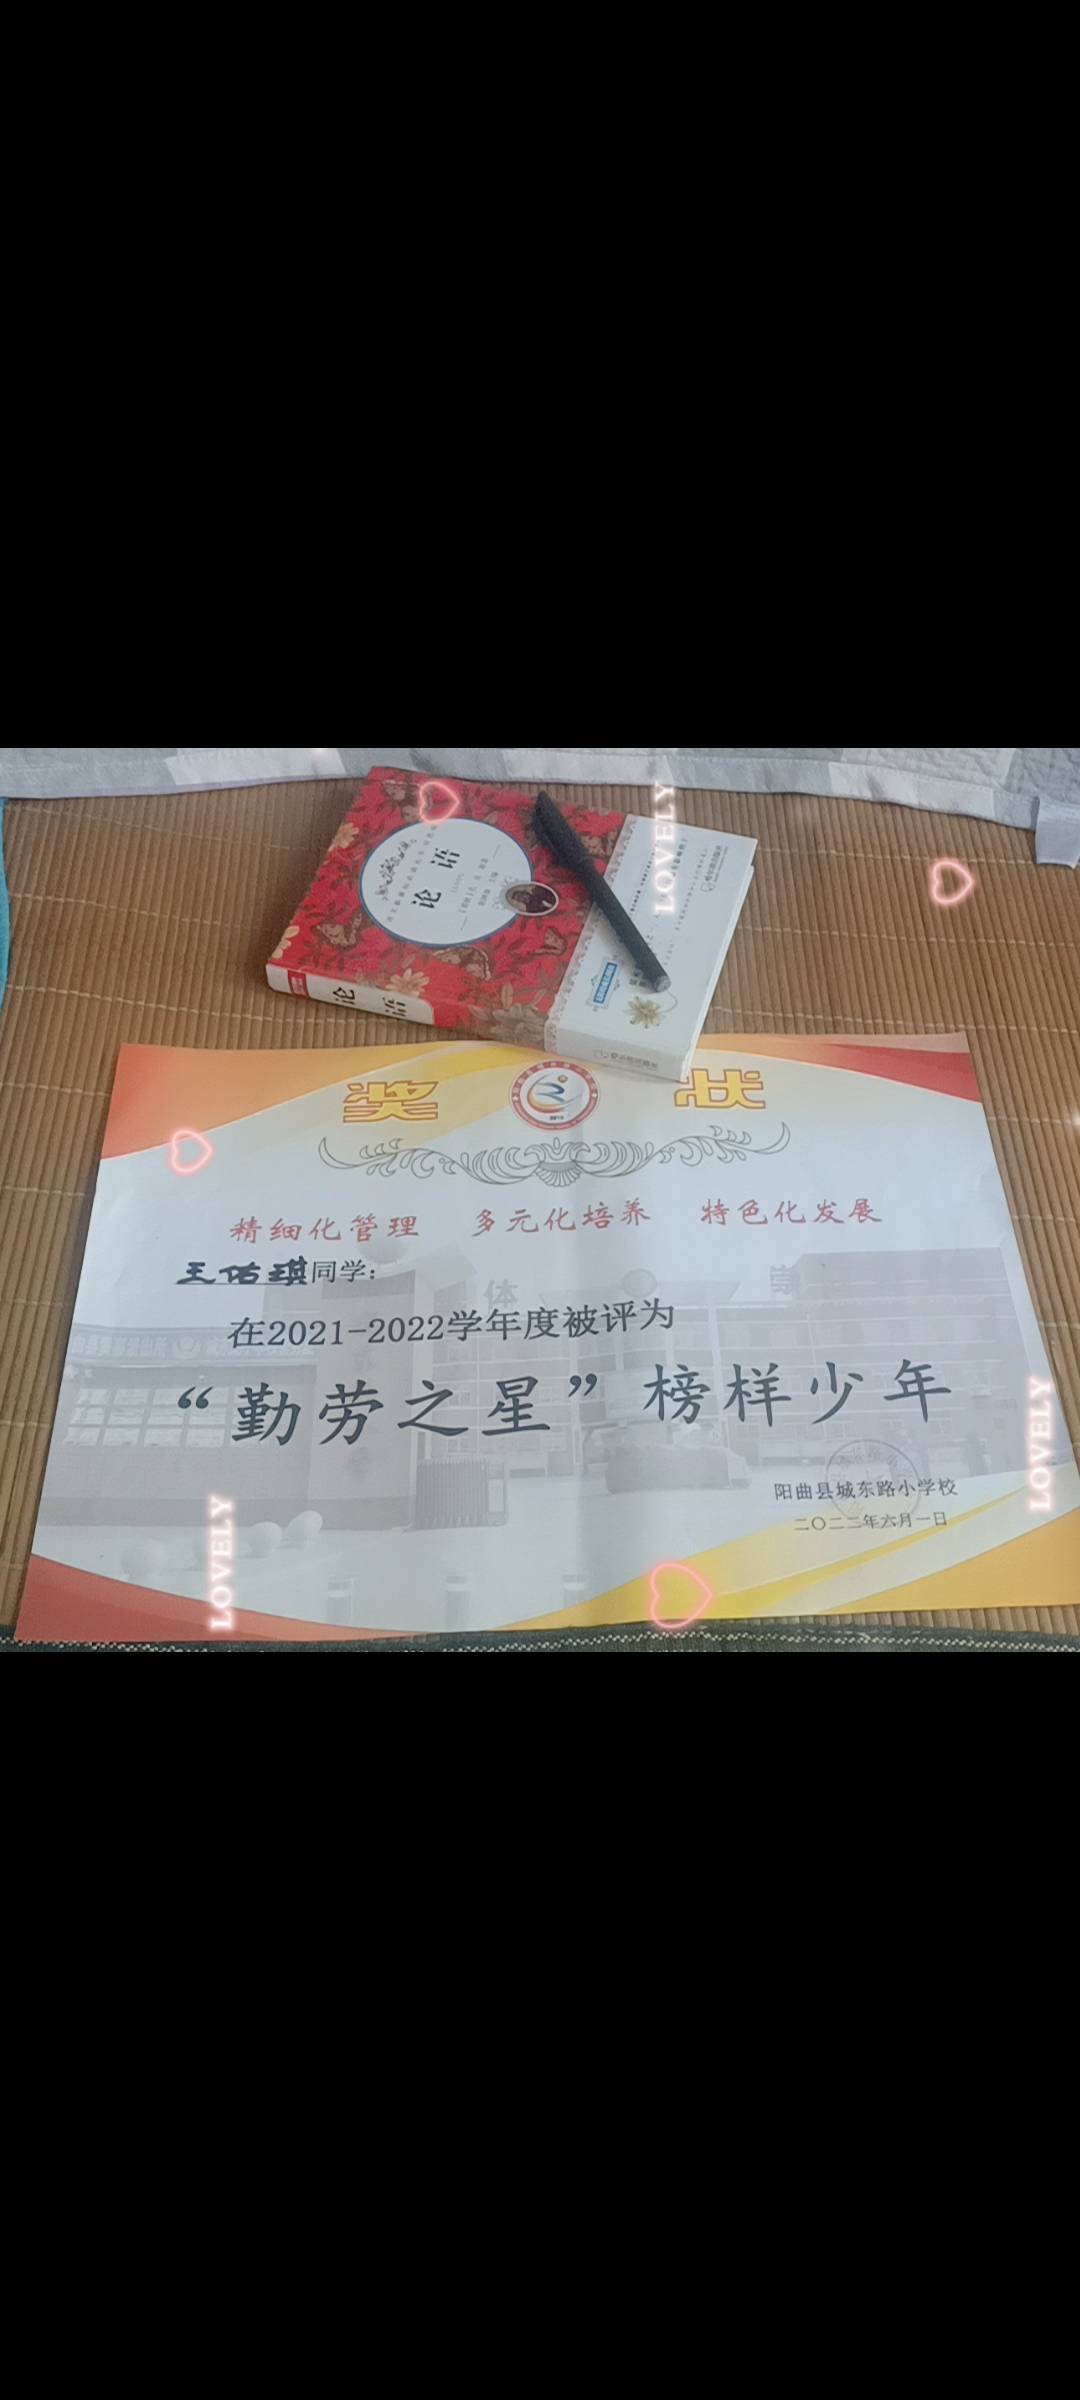 论语
LOVELY
论语
奖状
精细化管理 多元化培养 特色化发展
王佑琪同学：
在2021-2022学年度被评为
“勤劳之星”榜样少年
阳曲县城东路小学校
二〇二二年六月一日
LOVELY
LOVELY